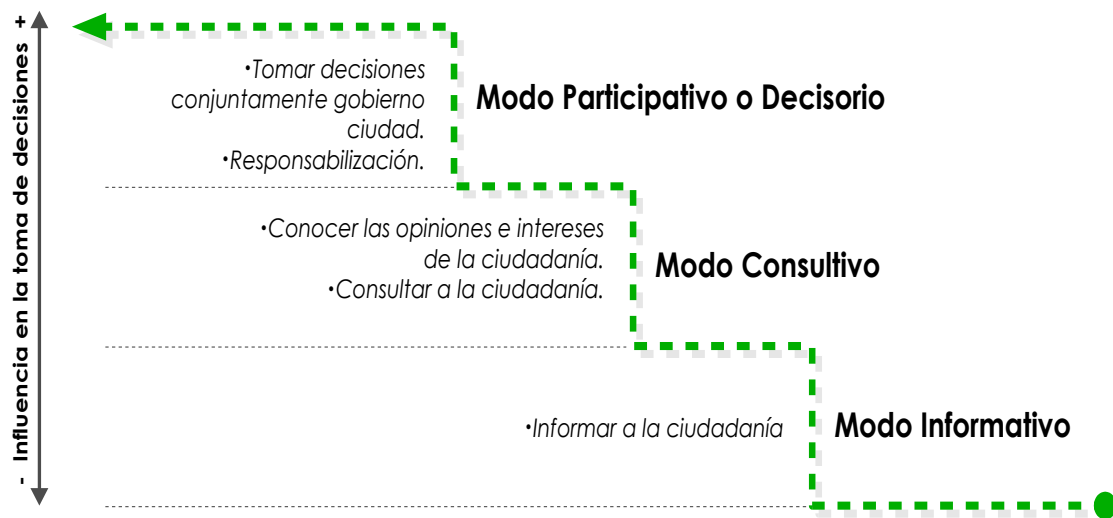 - Influencia en la toma de decisiones +
•Tomar decisiones
conjuntamente gobierno
ciudad.
•Responsabilización.
Modo Participativo o Decisorio
•Conocer las opiniones e intereses
de la ciudadanía.
•Consultar a la ciudadanía.
Modo Consultivo
•Informar a la ciudadanía
Modo Informativo